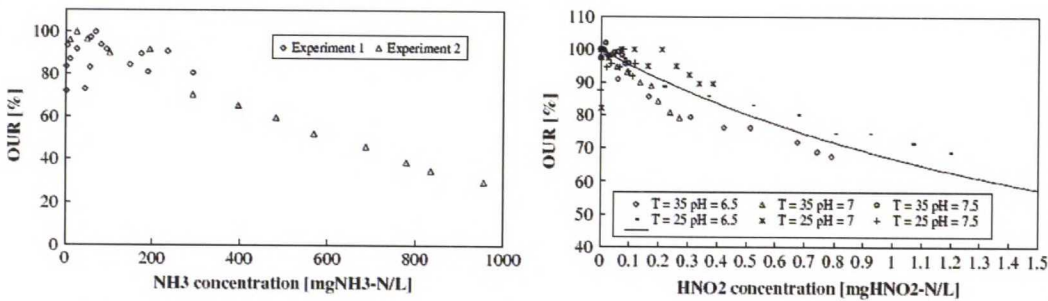 100
80
60
40
20
0
OUR [%]
Experiment 1
Experiment 2
0 200 400 600 800 1000
NH3 concentration [mgNH3-N/L]
110
100
90
80
70
60
50
40
OUR [%]
T = 35 pH = 6.5 T = 35 pH = 7 T = 35 pH = 7.5
T = 25 pH = 6.5 T = 25 pH = 7 T = 25 pH = 7.5
0 0.1 0.2 0.3 0.4 0.5 0.6 0.7 0.8 0.9 1 1.1 1.2 1.3 1.4 1.5
HNO2 concentration [mgHNO2-N/L]